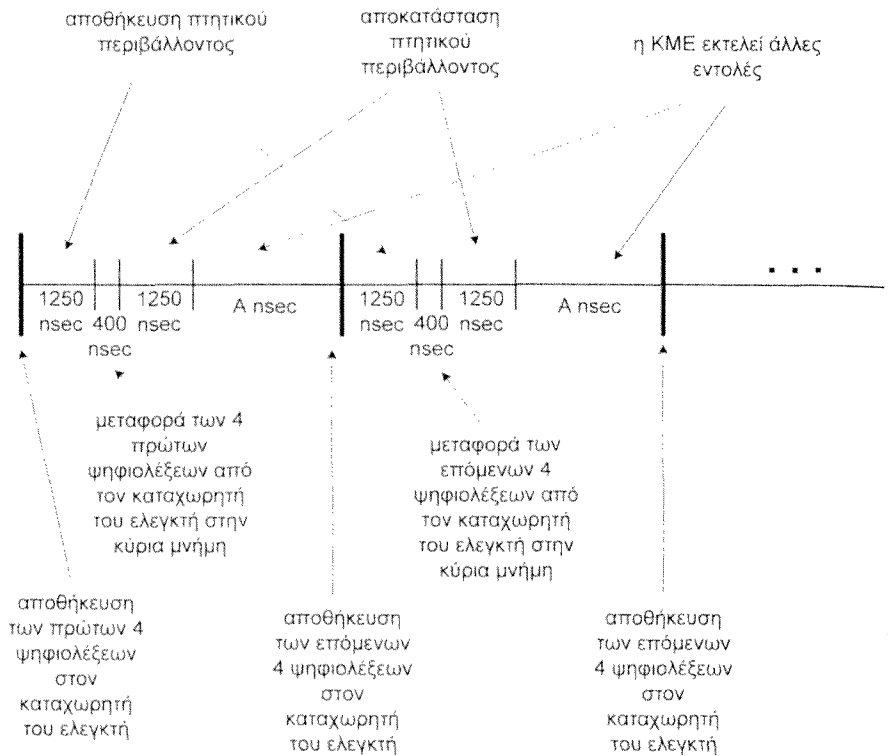 αποθήκευση πτητικού
περιβάλλοντος
αποκατάσταση
πτητικού
περιβάλλοντος
η ΚΜΕ εκτελεί άλλες
εντολές
1250
nsec
400
nsec
1250
nsec
A nsec
1250
nsec
400
nsec
1250
nsec
A nsec
. . .
μεταφορά των 4
πρώτων
ψηφιολέξεων από
τον καταχωρητή
του ελεγκτή στην
κύρια μνήμη
μεταφορά των
επόμενων 4
ψηφιολέξεων από
τον καταχωρητή
του ελεγκτή στην
κύρια μνήμη
αποθήκευση
των πρώτων 4
ψηφιολέξεων
στον
καταχωρητή
του ελεγκτή
αποθήκευση
των επόμενων
4 ψηφιολέξεων
στον
καταχωρητή
του ελεγκτή
αποθήκευση
των επόμενων
4 ψηφιολέξεων
στον
καταχωρητή
του ελεγκτή